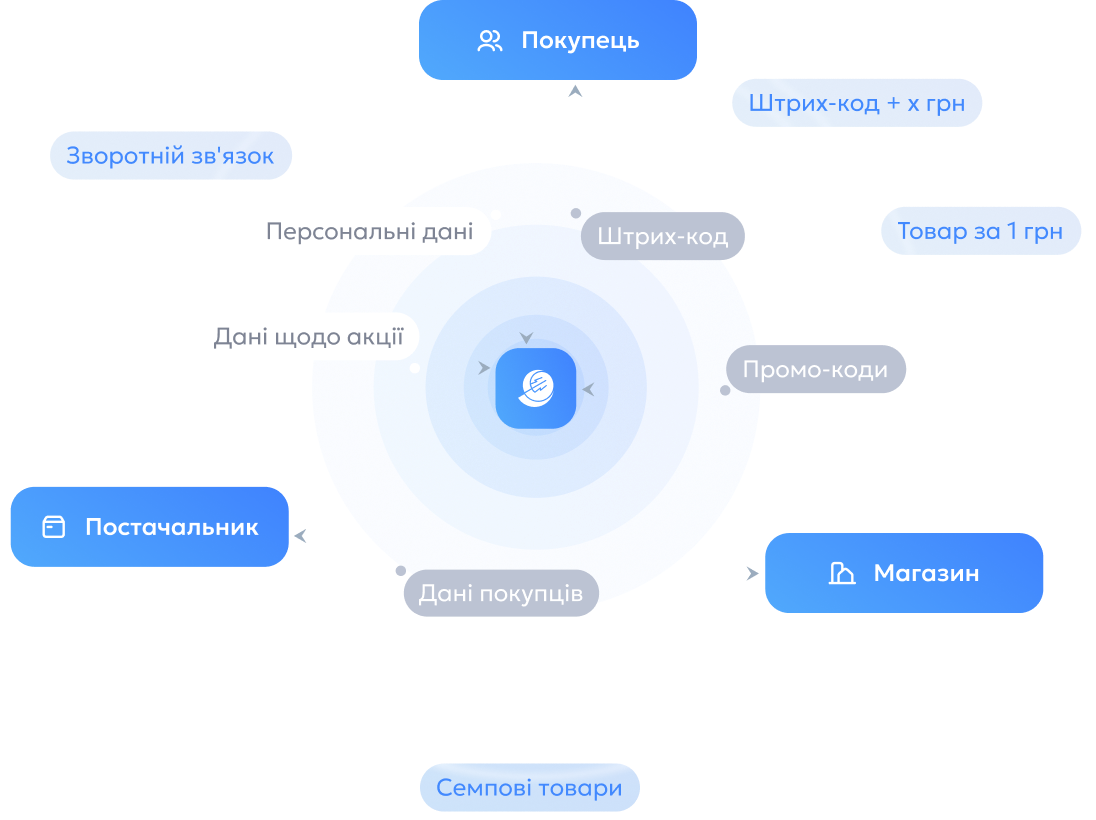 Покупець
Штрих-код + х грн
Зворотній зв'язок
Персональні дані
Штрих-код
Товар за 1 грн
Дані щодо акції
Промо-коди
Постачальник
Магазин
Дані покупців
Семпові товари